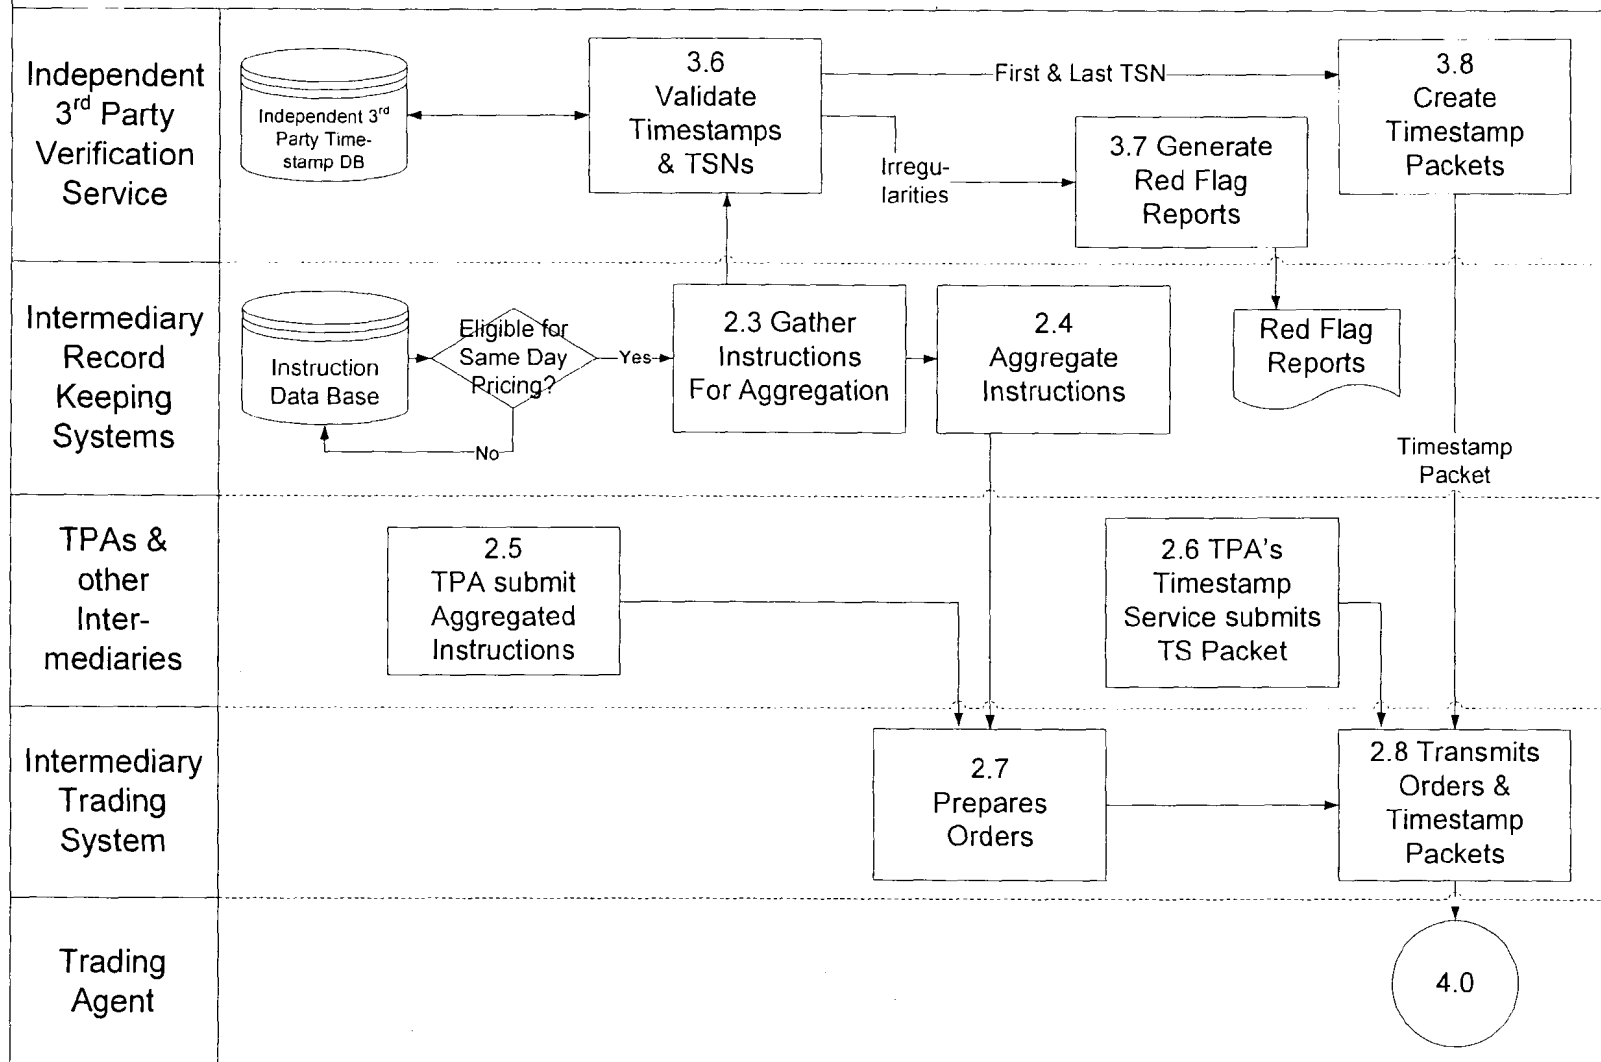 Independent
3rd Party
Verification
Service
Independent 3rd
Party Time-
stamp DB
3.6
Validate
Timestamps
& TSNs
First & Last TSN
Irregu-
larities
3.7 Generate
Red Flag
Reports
3.8
Create
Timestamp
Packets
Intermediary
Record
Keeping
Systems
Instruction
Data Base
Eligible for
Same Day
Pricing?
Yes
No
2.3 Gather
Instructions
For Aggregation
2.4
Aggregate
Instructions
Red Flag
Reports
Timestamp
Packet
TPAs &
other
Inter-
mediaries
2.5
TPA submit
Aggregated
Instructions
2.6 TPA's
Timestamp
Service submits
TS Packet
Intermediary
Trading
System
2.7
Prepares
Orders
2.8 Transmits
Orders &
Timestamp
Packets
Trading
Agent
4.0